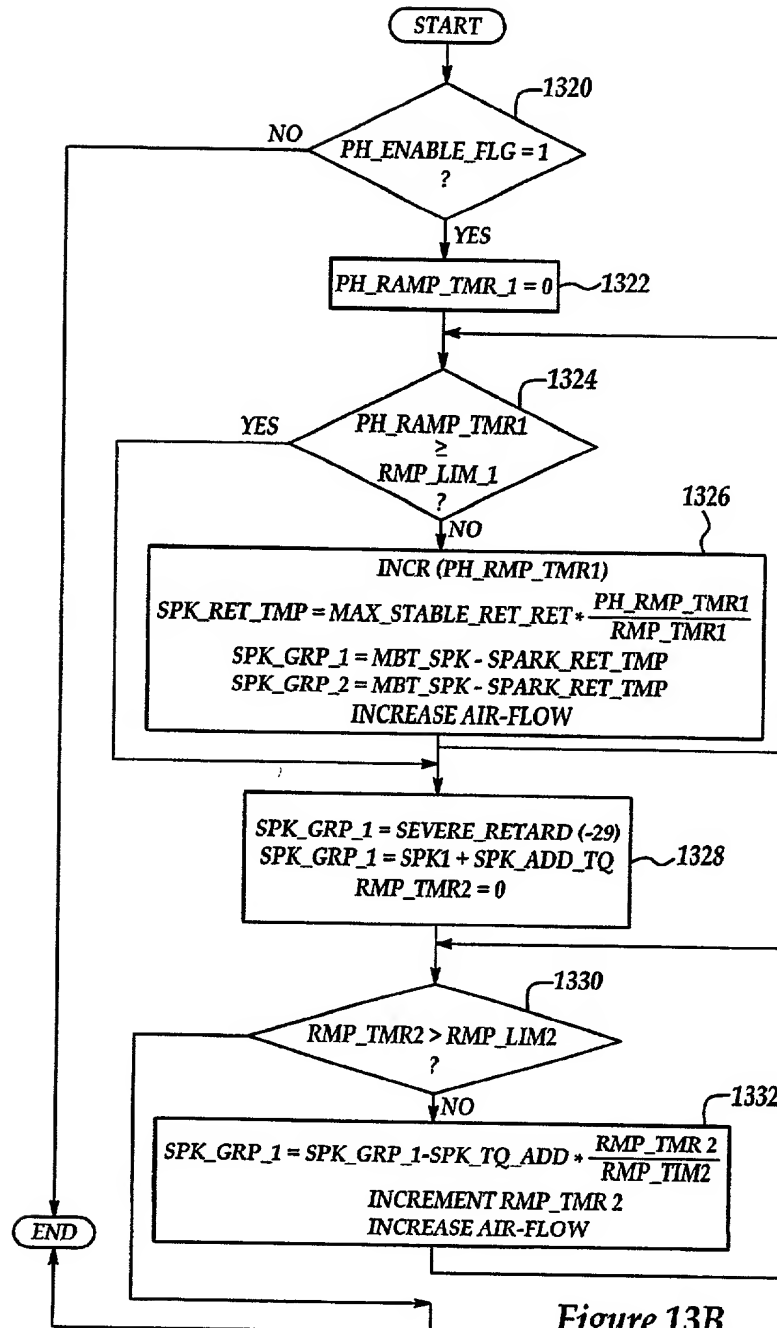 START
1320
NO
PH_ENABLE_FLG = 1
?
YES
PH_RAMP_TMR_1 = 0
1322
1324
YES
PH_RAMP_TMR1
≥
RMP_LIM_1
?
NO
1326
INCR (PH_RMP_TMR1)
SPK_RET_TMP = MAX_STABLE_RET_RET * PH_RMP_TMR1 / RMP_TMR1
SPK_GRP_1 = MBT_SPK - SPARK_RET_TMP
SPK_GRP_2 = MBT_SPK - SPARK_RET_TMP
INCREASE AIR-FLOW
SPK_GRP_1 = SEVERE_RETARD (-29)
SPK_GRP_1 = SPK1 + SPK_ADD_TQ
RMP_TMR2 = 0
1328
1330
RMP_TMR2 > RMP_LIM2
?
NO
1332
SPK_GRP_1 = SPK_GRP_1-SPK_TQ_ADD * RMP_TMR 2 / RMP_TIM2
INCREMENT RMP_TMR 2
INCREASE AIR-FLOW
END
Figure 13B